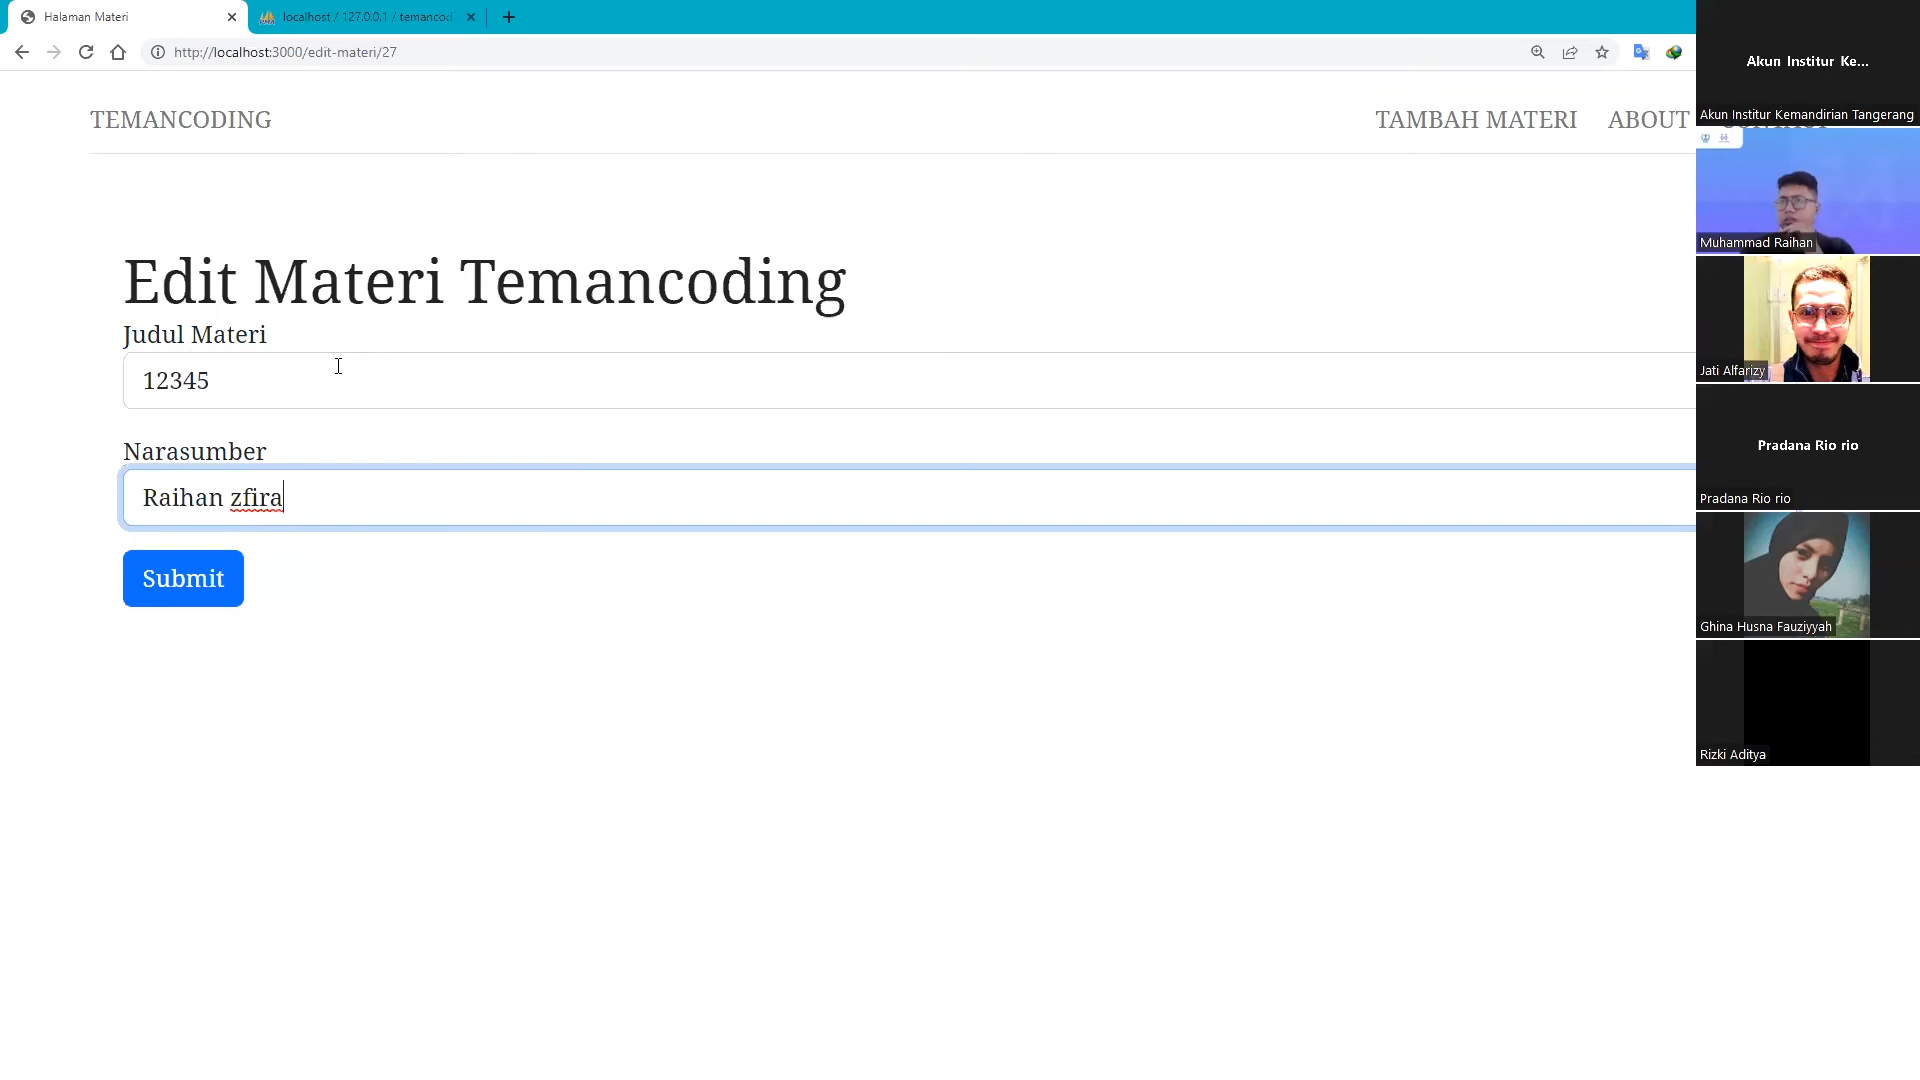 Halaman Materi
localhost / 127.0.0.1 / temancod
http://localhost:3000/edit-materi/27
TEMANCODING
TAMBAH MATERI
ABOUT
Edit Materi Temancoding
Judul Materi
12345
Narasumber
Raihan zfira
Submit
Akun Institur Ke...
Akun Institur Kemandirian Tangerang
Muhammad Raihan
Jati Alfarizy
Pradana Rio rio
Pradana Rio rio
Ghina Husna Fauziyyah
Rizki Aditya